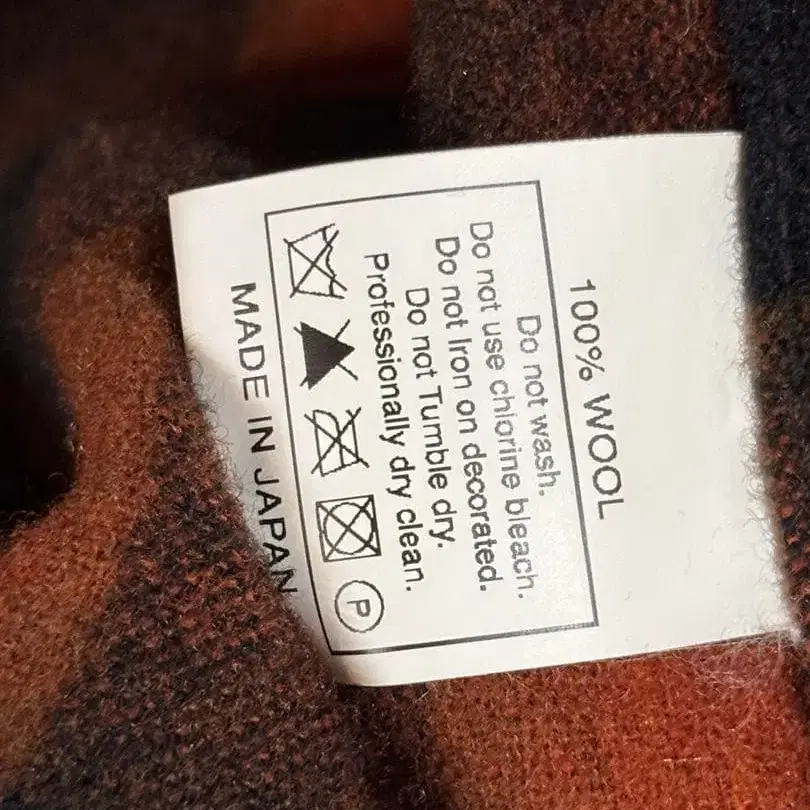 100% WOOL
Do not wash.
Do not use chlorine bleach.
Do not Iron on decorated.
Do not Tumble dry.
Professionally dry clean.
P
MADE IN JAPAN